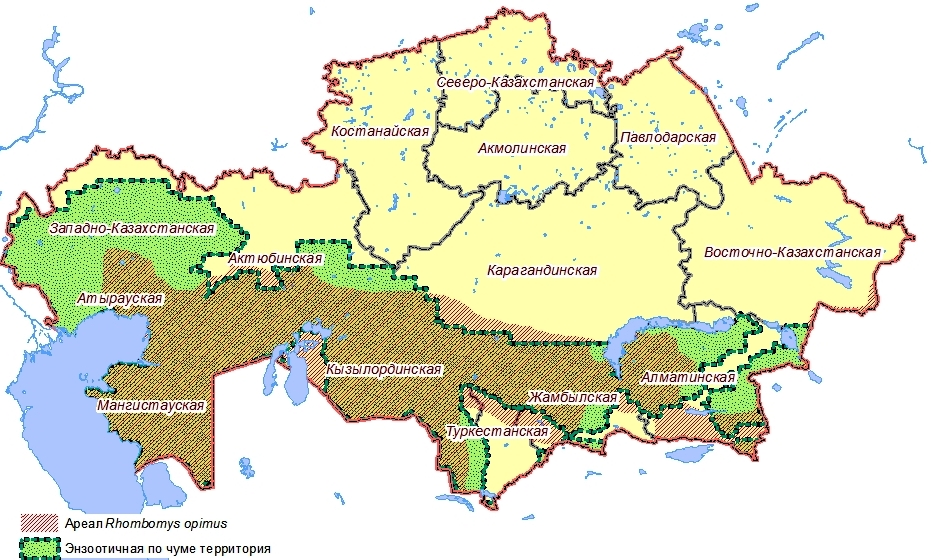 Северо-Казахстанская
Костанайская
Акмолинская
Павлодарская
Западно-Казахстанская
Актюбинская
Карагандинская
Восточно-Казахстанская
Атырауская
Кызылординская
Алматинская
Мангистауская
Жамбылская
Туркестанская
Ареал Rhombomys opimus
Энзоотичная по чуме территория